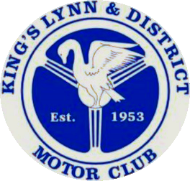 KING'S LYNN & DISTRICT
Est. 1953
MOTOR CLUB